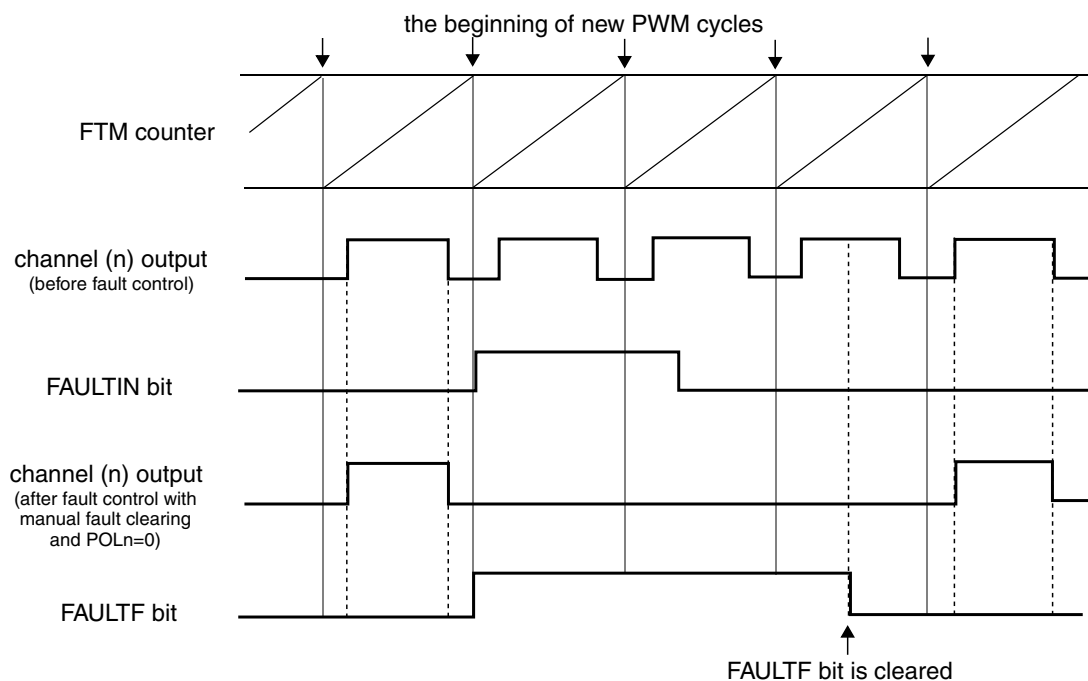 the beginning of new PWM cycles
FTM counter
channel (n) output
(before fault control)
FAULTIN bit
channel (n) output
(after fault control with
manual fault clearing
and POLn=0)
FAULTF bit
FAULTF bit is cleared